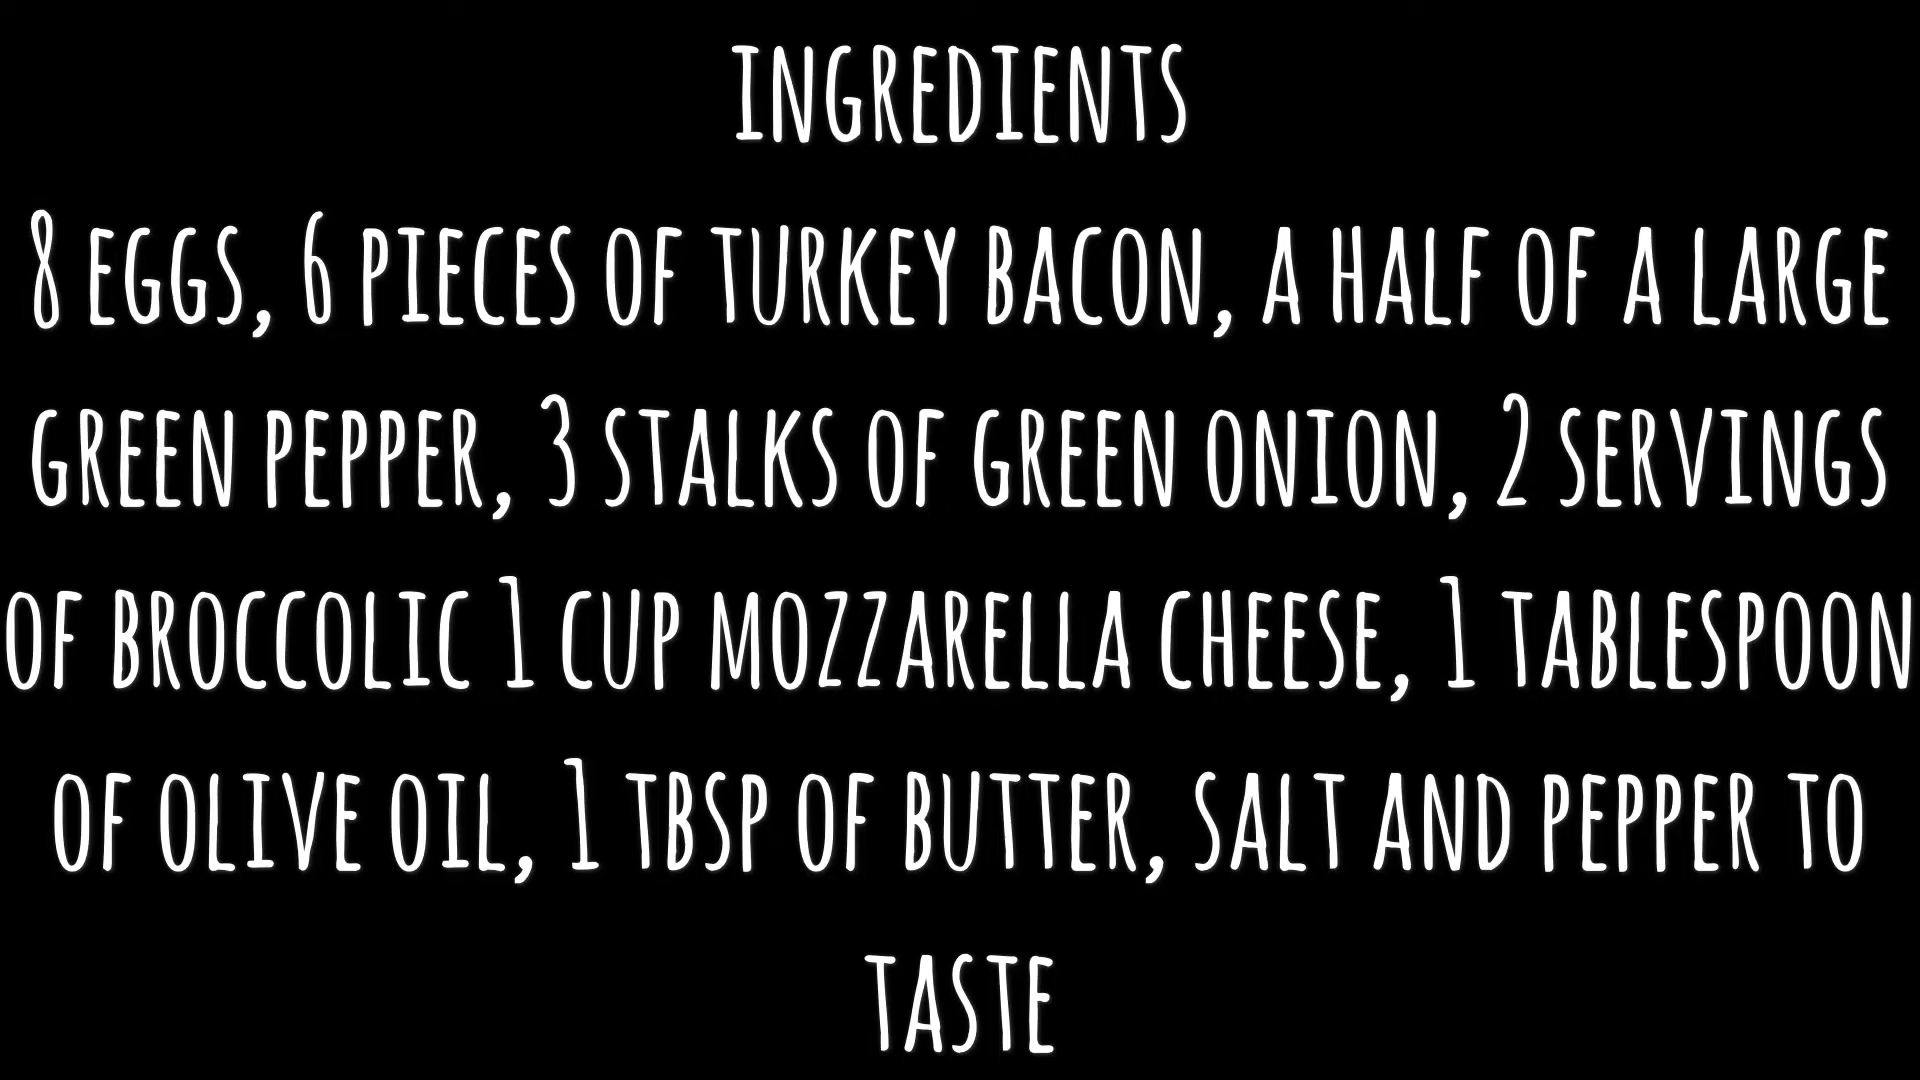 INGREDIENTS
8 EGGS, 6 PIECES OF TURKEY BACON, A HALF OF A LARGE
GREEN PEPPER, 3 STALKS OF GREEN ONION, 2 SERVINGS
OF BROCCOLIC 1 CUP MOZZARELLA CHEESE, 1 TABLESPOON
OF OLIVE OIL, 1 TBSP OF BUTTER, SALT AND PEPPER TO
TASTE